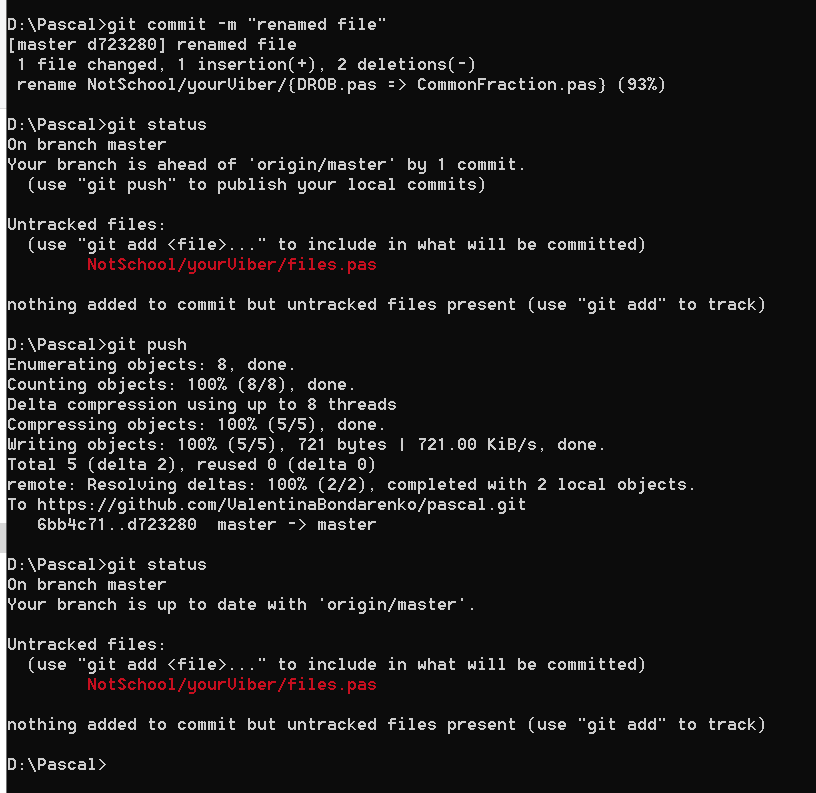 D:\Pascal>git commit -m "renamed file"
[master d723280] renamed file
 1 file changed, 1 insertion(+), 2 deletions(-)
 rename NotSchool/yourViber/{DROB.pas => CommonFraction.pas} (93%)
D:\Pascal>git status
On branch master
Your branch is ahead of 'origin/master' by 1 commit.
  (use "git push" to publish your local commits)
Untracked files:
  (use "git add <file>..." to include in what will be committed)
        NotSchool/yourViber/files.pas
nothing added to commit but untracked files present (use "git add" to track)
D:\Pascal>git push
Enumerating objects: 8, done.
Counting objects: 100% (8/8), done.
Delta compression using up to 8 threads
Compressing objects: 100% (5/5), done.
Writing objects: 100% (5/5), 721 bytes | 721.00 KiB/s, done.
Total 5 (delta 2), reused 0 (delta 0)
remote: Resolving deltas: 100% (2/2), completed with 2 local objects.
To https://github.com/ValentinaBondarenko/pascal.git
   6bb4c71..d723280  master -> master
D:\Pascal>git status
On branch master
Your branch is up to date with 'origin/master'.
Untracked files:
  (use "git add <file>..." to include in what will be committed)
        NotSchool/yourViber/files.pas
nothing added to commit but untracked files present (use "git add" to track)
D:\Pascal>